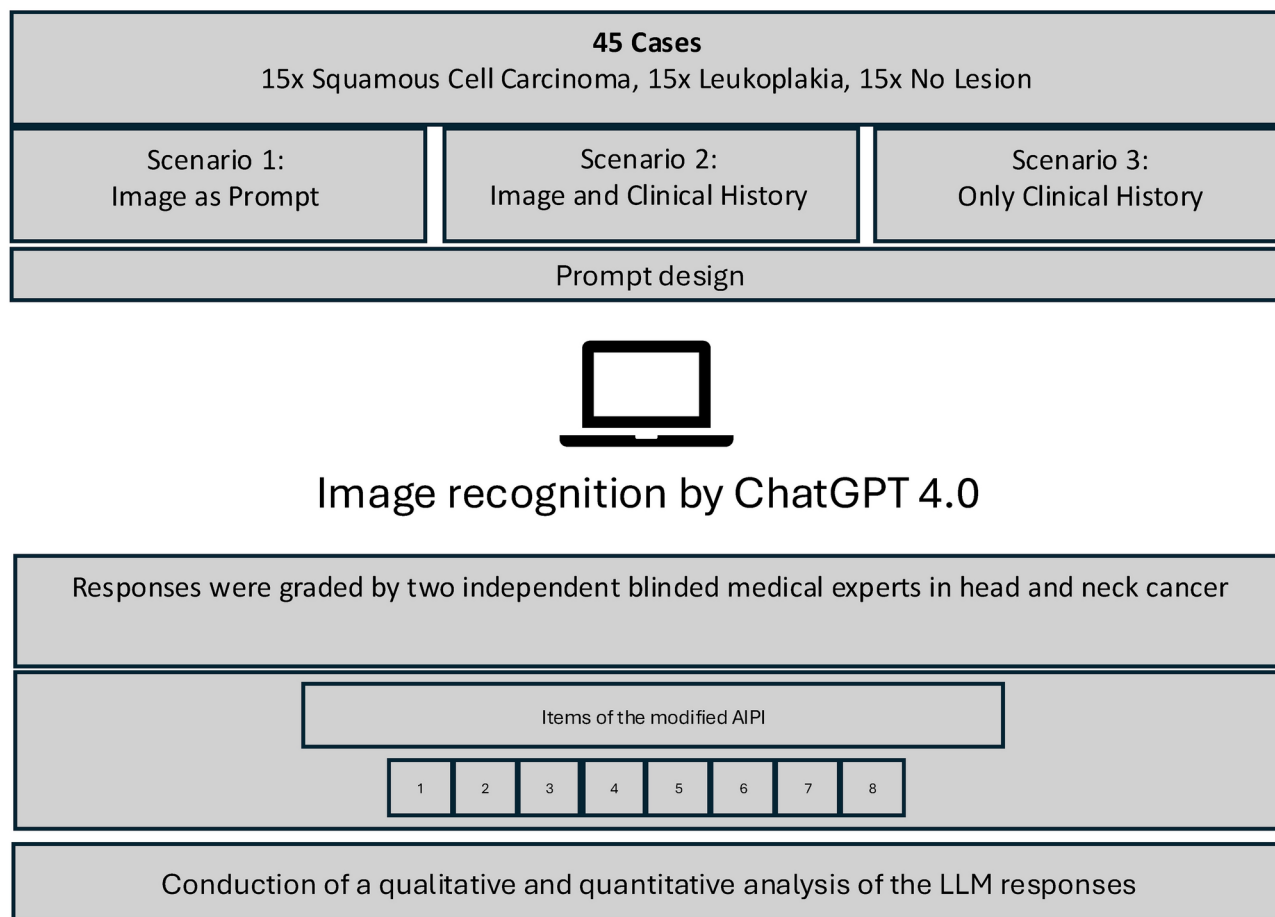 45 Cases
15x Squamous Cell Carcinoma, 15x Leukoplakia, 15x No Lesion
Scenario 1:
Image as Prompt
Scenario 2:
Image and Clinical History
Scenario 3:
Only Clinical History
Prompt design
Image recognition by ChatGPT 4.0
Responses were graded by two independent blinded medical experts in head and neck cancer
Items of the modified AIPI
1 2 3 4 5 6 7 8
Conduction of a qualitative and quantitative analysis of the LLM responses